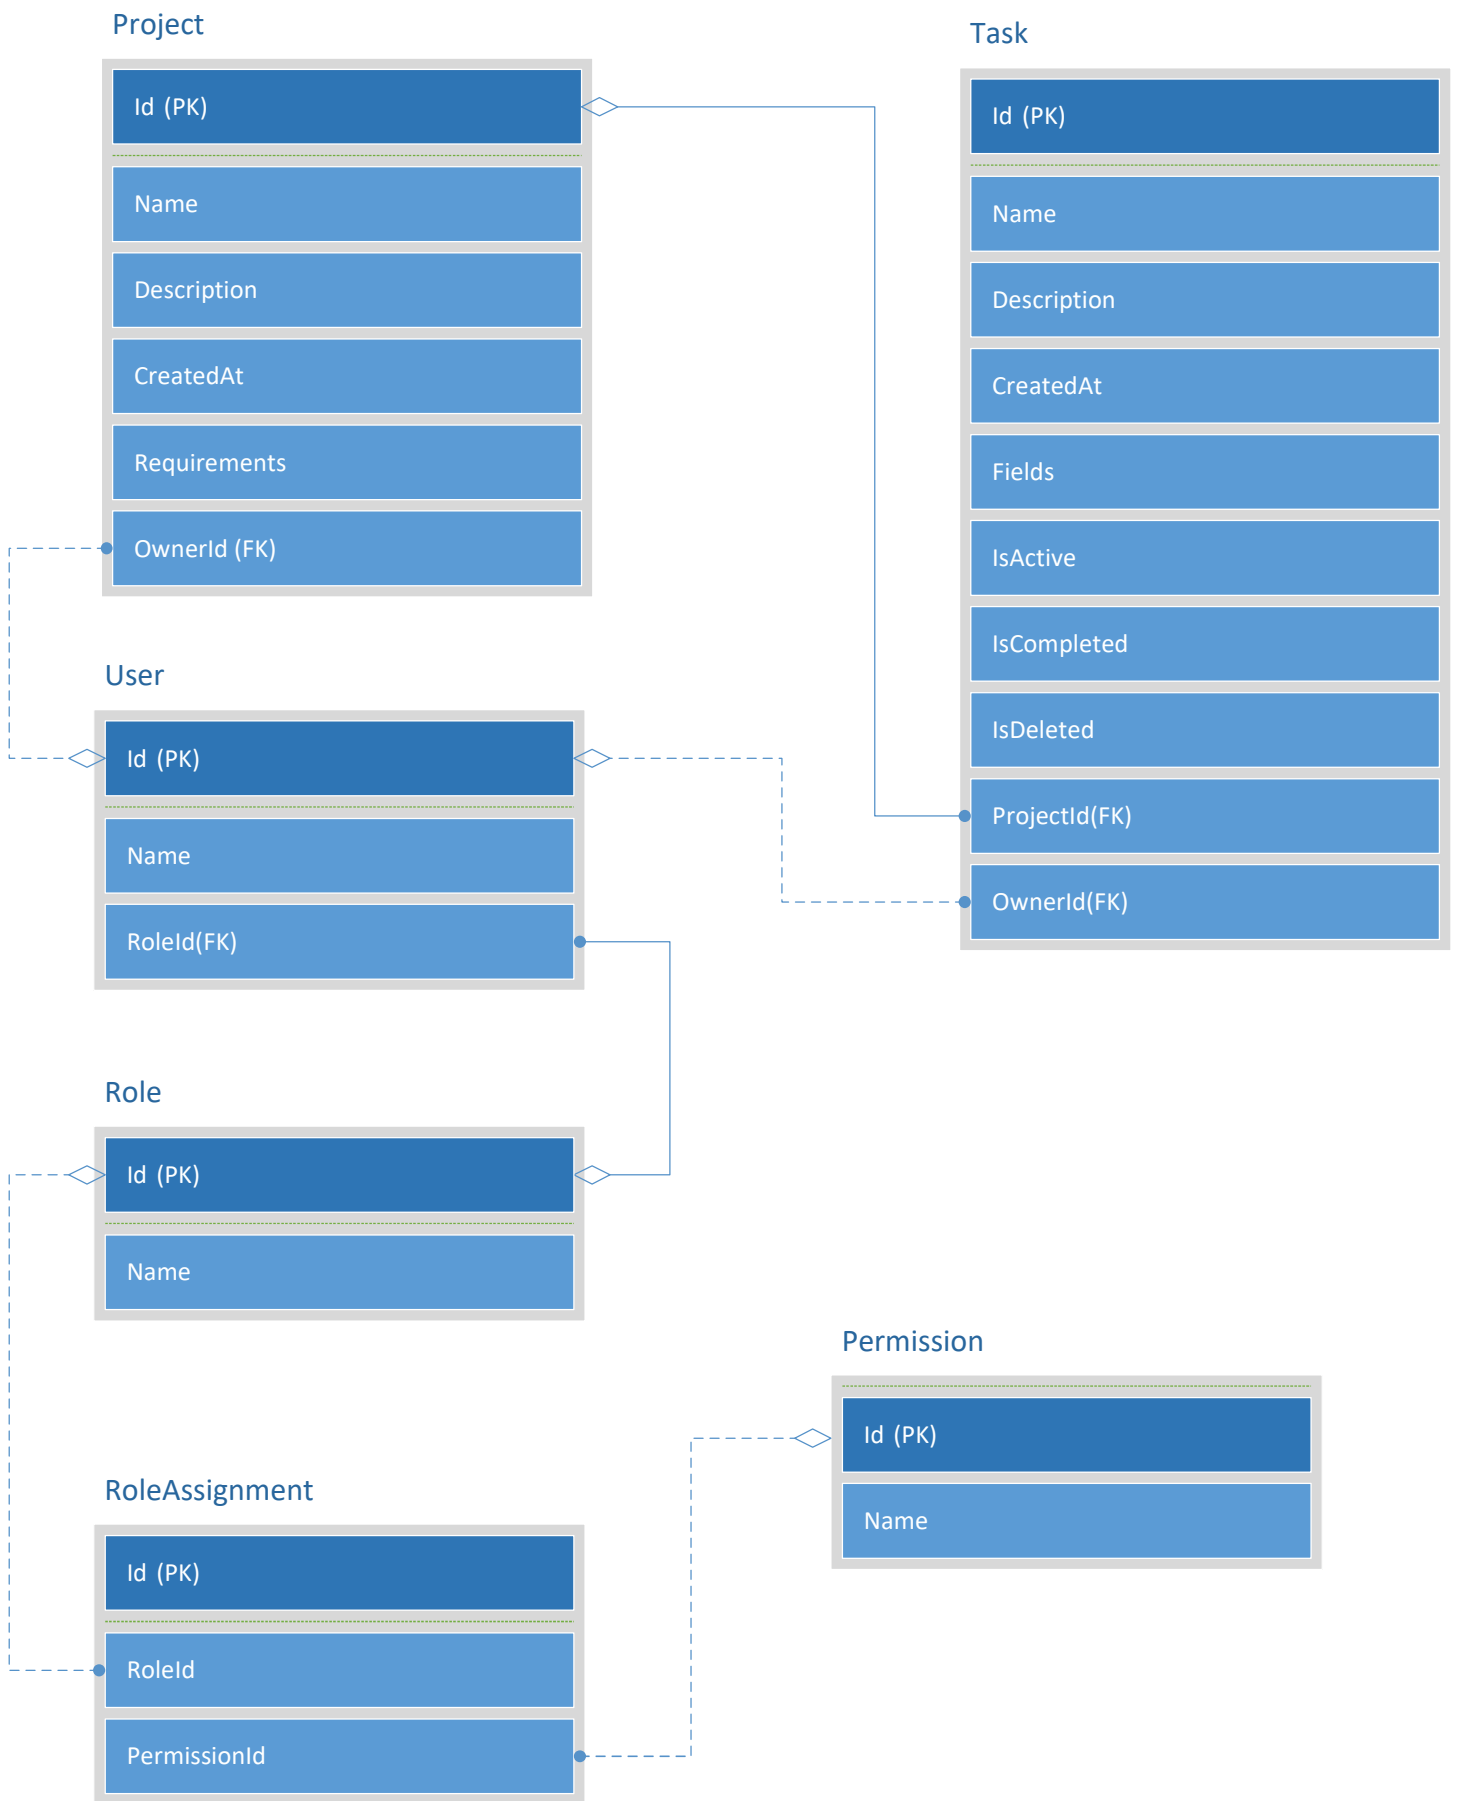 Project
Id (PK)
Name
Description
CreatedAt
Requirements
OwnerId (FK)
Task
Id (PK)
Name
Description
CreatedAt
Fields
IsActive
IsCompleted
IsDeleted
ProjectId(FK)
OwnerId(FK)
User
Id (PK)
Name
RoleId(FK)
Role
Id (PK)
Name
Permission
Id (PK)
Name
RoleAssignment
Id (PK)
RoleId
PermissionId